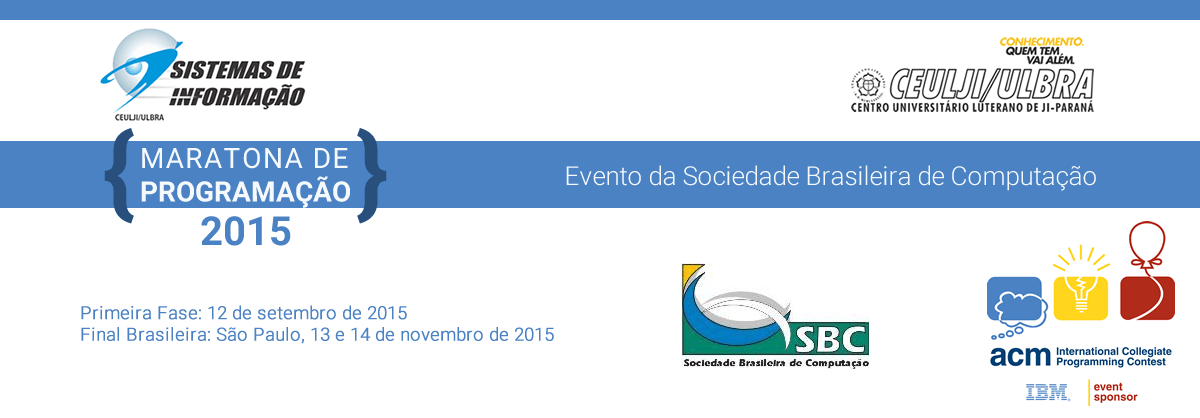 SISTEMAS DE
INFORMAÇÃO
CEULJI/ULBRA
CONHECIMENTO.
QUEM TEM,
VAI ALÉM.
CEULJI/ULBRA
CENTRO UNIVERSITÁRIO LUTERANO DE JI-PARANÁ
{ MARATONA DE
PROGRAMAÇÃO }
2015
Evento da Sociedade Brasileira de Computação
Primeira Fase: 12 de setembro de 2015
Final Brasileira: São Paulo, 13 e 14 de novembro de 2015
SBC
Sociedade Brasileira de Computação
acm International Collegiate
Programming Contest
IBM. event
sponsor